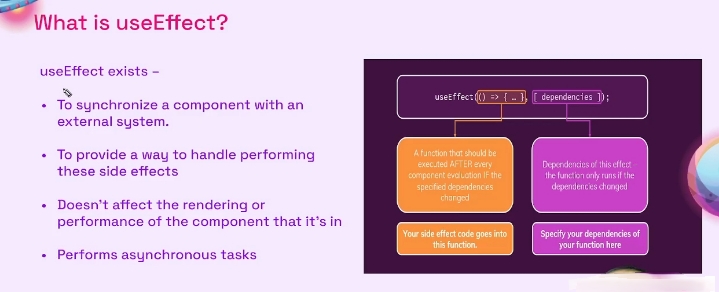 What is useEffect?
useEffect exists –
• To synchronize a component with an
external system.
• To provide a way to handle performing
these side effects
• Doesn't affect the rendering or
performance of the component that it's in
• Performs asynchronous tasks
useEffect(() => { … }, [ dependencies ]);
A function that should be
executed AFTER every
component evaluation IF the
specified dependencies
changed
Dependencies of this effect –
the function only runs if the
dependencies changed
Your side effect code goes into
this function.
Specify your dependencies of
your function here